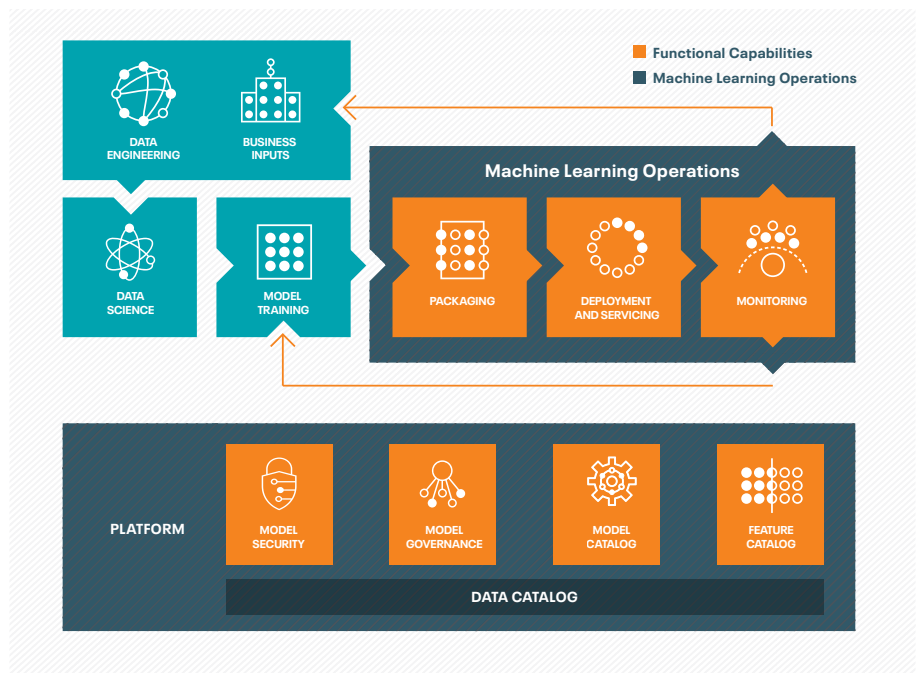 Functional Capabilities
Machine Learning Operations
DATA
ENGINEERING
BUSINESS
INPUTS
Machine Learning Operations
DATA
SCIENCE
MODEL
TRAINING
PACKAGING
DEPLOYMENT
AND SERVICING
MONITORING
PLATFORM
MODEL
SECURITY
MODEL
GOVERNANCE
MODEL
CATALOG
FEATURE
CATALOG
DATA CATALOG